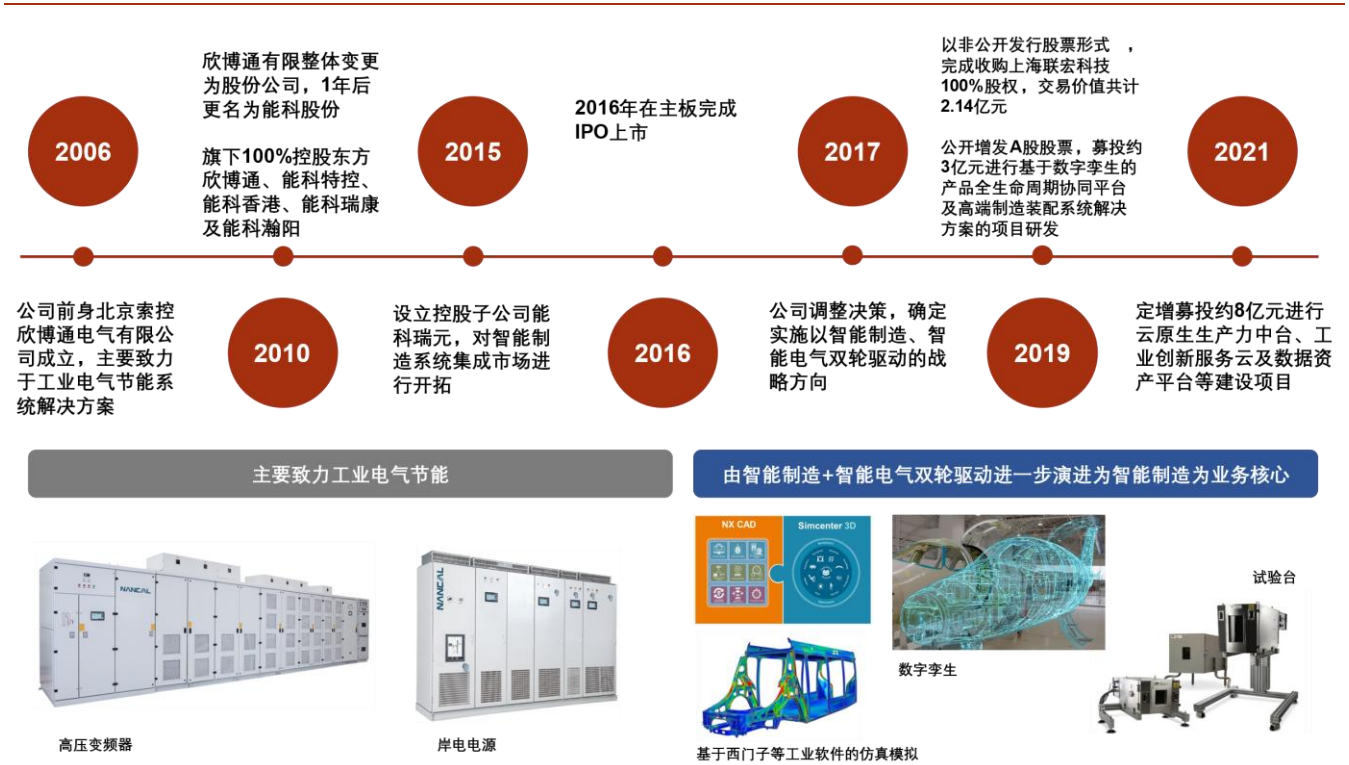 欣博通有限整体变更
为股份公司，1年后
更名为能科股份
旗下100%控股东方
欣博通、能科特控、
能科香港、能科瑞康
及能科瀚阳
2016年在主板完成
IPO上市
以非公开发行股票形式 ，
完成收购上海联宏科技
100%股权，交易价值共计
2.14亿元
公开增发A股股票，募投约
3亿元进行基于数字孪生的
产品全生命周期协同平台
及高端制造装配系统解决
方案的项目研发
2006
2015
2017
2021
公司前身北京索控
欣博通电气有限公
司成立，主要致力
于工业电气节能系
统解决方案
2010
设立控股子公司能
科瑞元，对智能制
造系统集成市场进
行开拓
2016
公司调整决策，确定
实施以智能制造、智
能电气双轮驱动的战
略方向
2019
定增募投约8亿元进行
云原生生产力中台、工
业创新服务云及数据资
产平台等建设项目
主要致力工业电气节能
由智能制造+智能电气双轮驱动进一步演进为智能制造为业务核心
NANCAL
NANCAL
NX CAD
Simcenter 3D
试验台
数字孪生
高压变频器
岸电电源
基于西门子等工业软件的仿真模拟